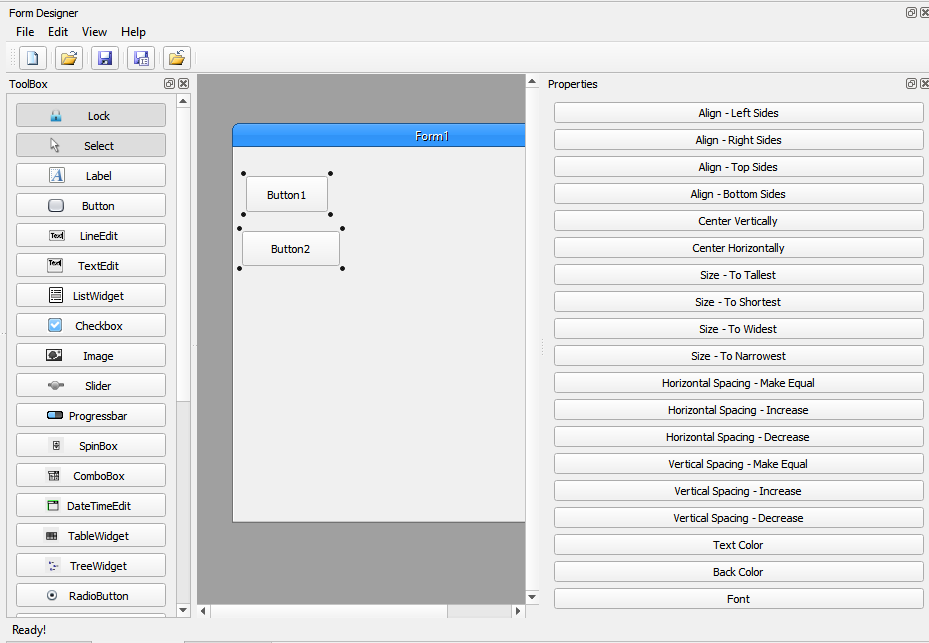 Form Designer
File Edit View Help
ToolBox
Lock
Select
A Label
Button
Text LineEdit
Text TextEdit
ListWidget
Checkbox
Image
Slider
Progressbar
SpinBox
ComboBox
DateTimeEdit
TableWidget
TreeWidget
RadioButton
Form1
Button1
Button2
Properties
Align - Left Sides
Align - Right Sides
Align - Top Sides
Align - Bottom Sides
Center Vertically
Center Horizontally
Size - To Tallest
Size - To Shortest
Size - To Widest
Size - To Narrowest
Horizontal Spacing - Make Equal
Horizontal Spacing - Increase
Horizontal Spacing - Decrease
Vertical Spacing - Make Equal
Vertical Spacing - Increase
Vertical Spacing - Decrease
Text Color
Back Color
Font
Ready!